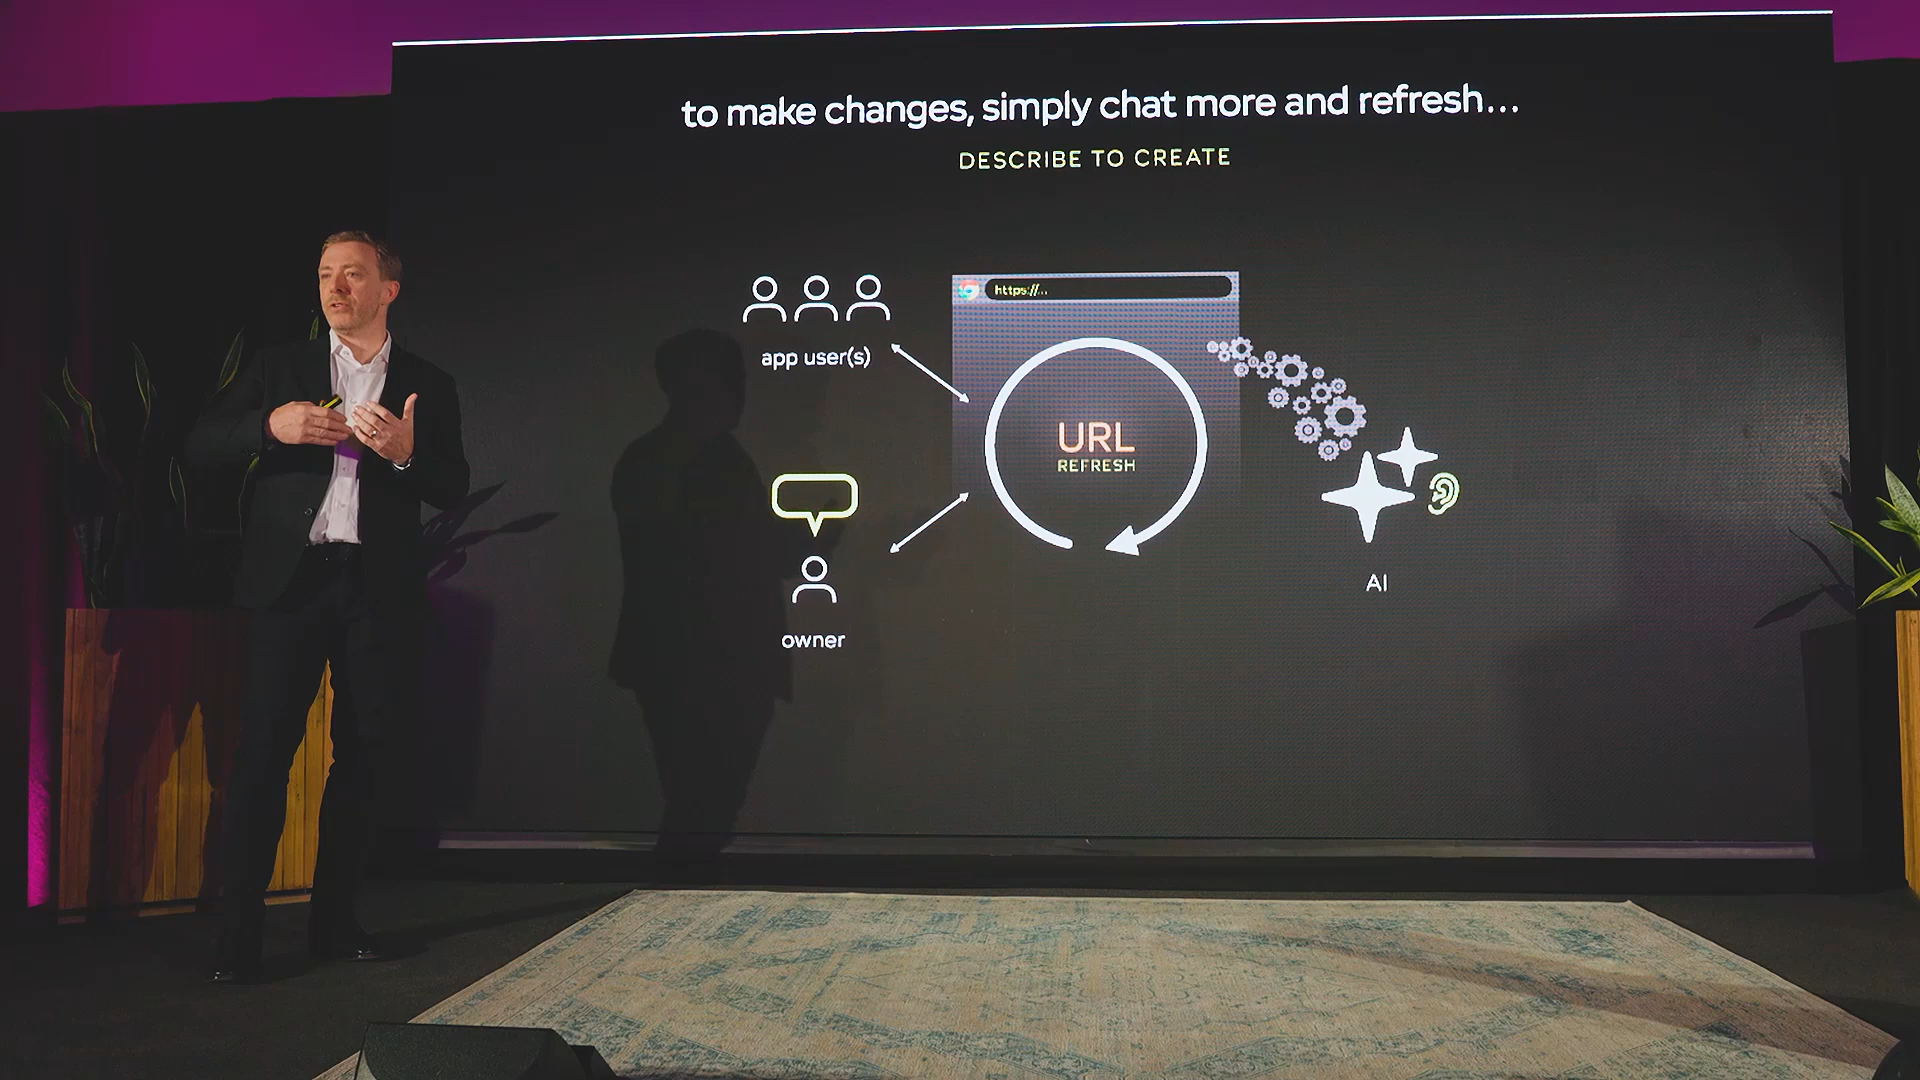 to make changes, simply chat more and refresh...
DESCRIBE TO CREATE
https://...
app user(s)
URL
REFRESH
AI
owner